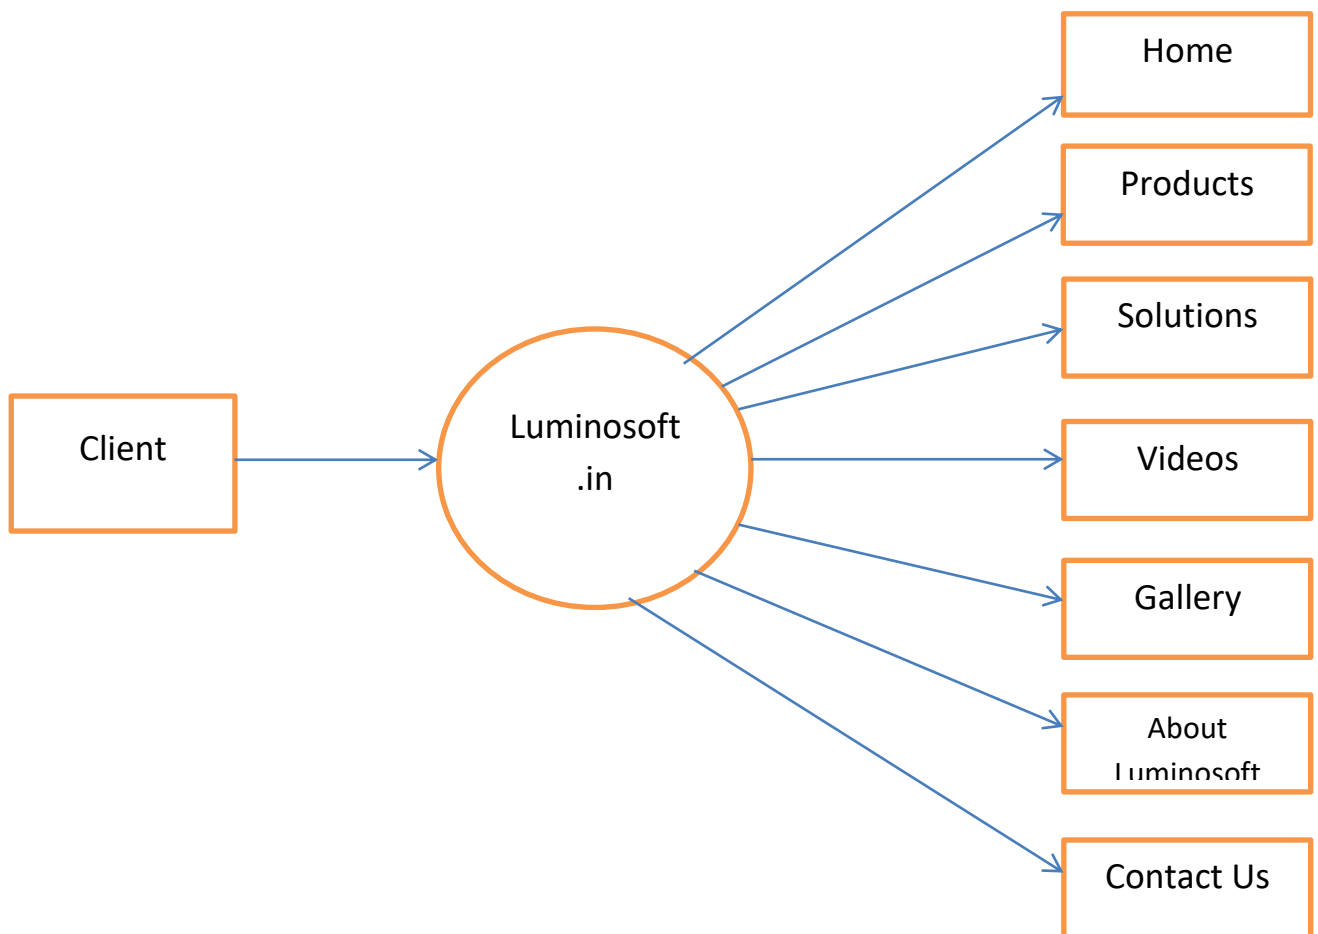 Home
Products
Solutions
Client
Luminosoft
.in
Videos
Gallery
About
Luminosoft
Contact Us